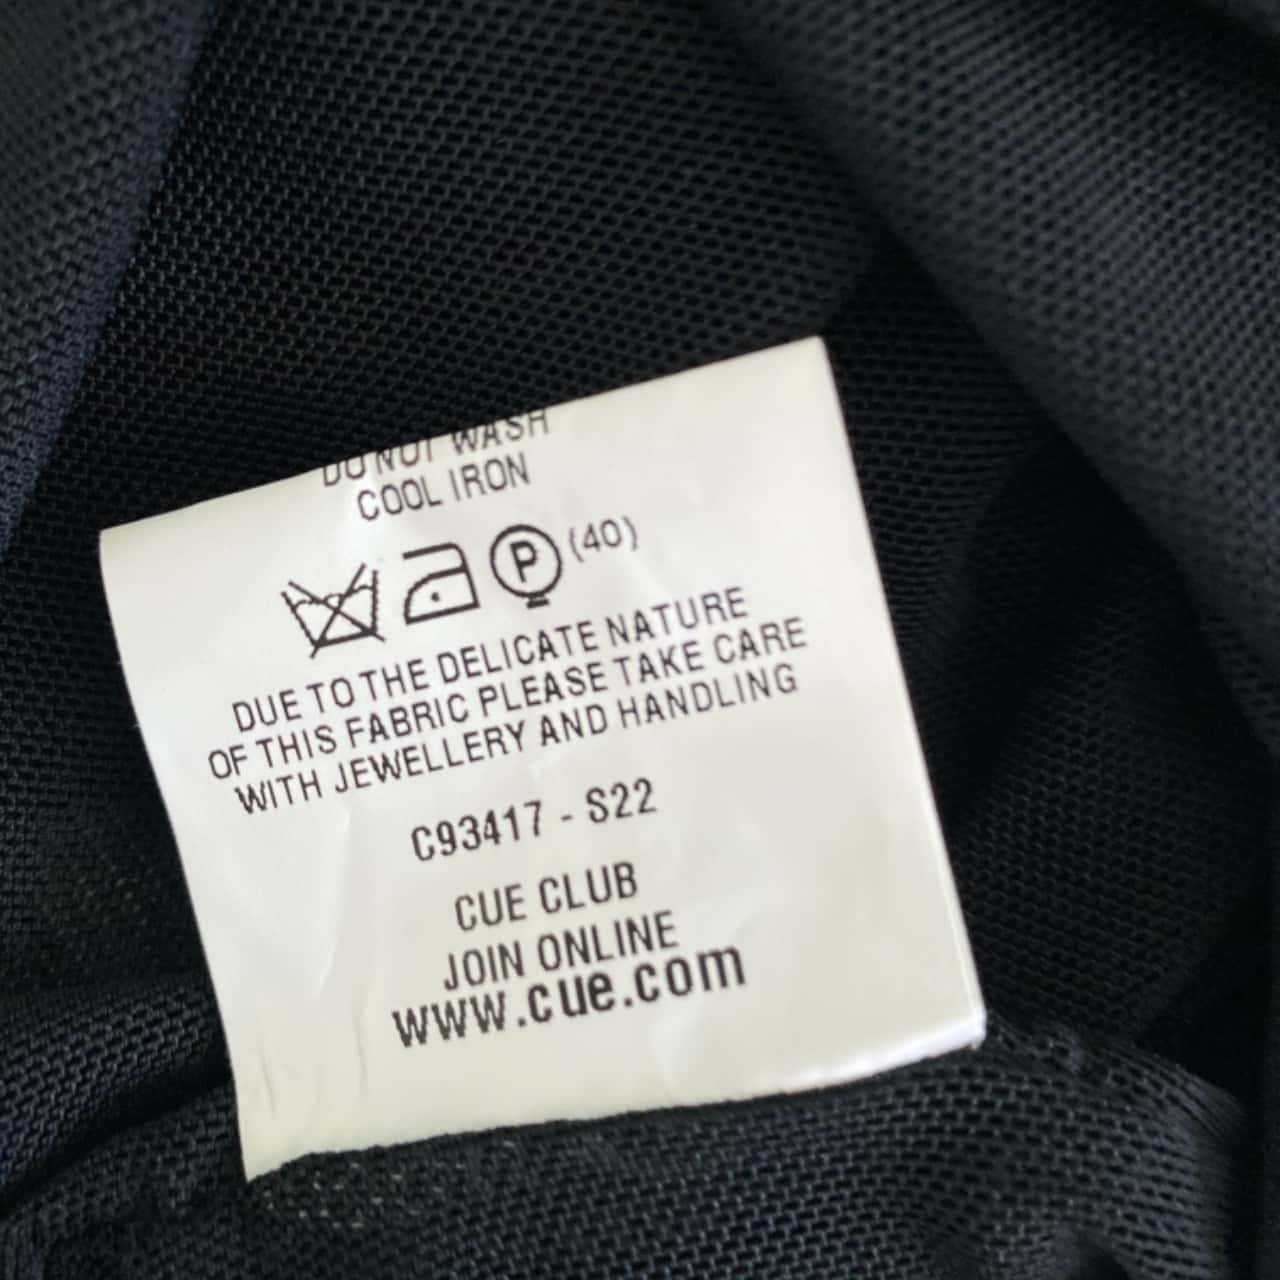 DO NOT WASH
COOL IRON
P (40)
DUE TO THE DELICATE NATURE
OF THIS FABRIC PLEASE TAKE CARE
WITH JEWELLERY AND HANDLING
C93417 - S22
CUE CLUB
JOIN ONLINE
www.cue.com